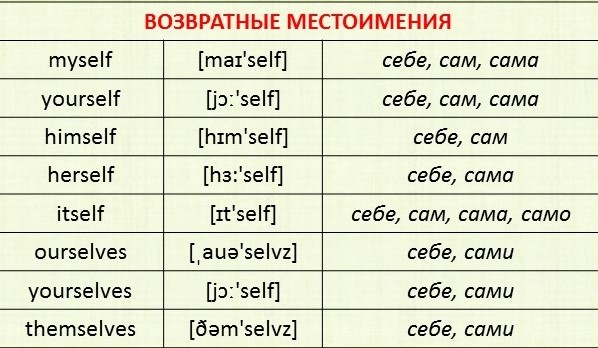 ВОЗВРАТНЫЕ МЕСТОИМЕНИЯ
myself [maɪ'self] себе, сам, сама
yourself [jɔː'self] себе, сам, сама
himself [hɪm'self] себе, сам
herself [hɜ:'self] себе, сама
itself [ɪt'self] себе, сам, сама, само
ourselves [ˌauə'selvz] себе, сами
yourselves [jɔː'self] себе, сами
themselves [ðəm'selvz] себе, сами